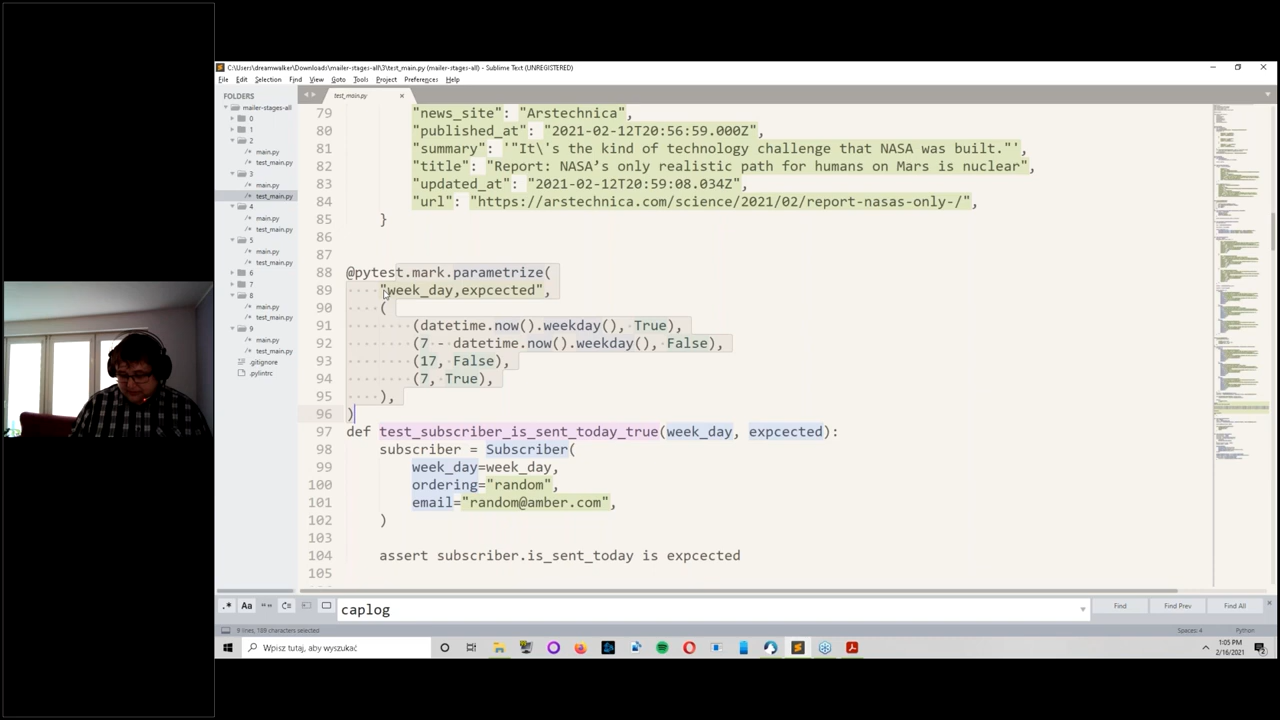 C:\Users\dreamwalker\Downloads\mailer-stages-all\3\test_main.py (mailer-stages-all) - Sublime Text (UNREGISTERED)
File Edit Selection Find View Goto Tools Project Preferences Help
FOLDERS
mailer-stages-all
0
1
2
main.py
test_main.py
3
main.py
test_main.py
4
main.py
test_main.py
5
main.py
test_main.py
6
7
8
main.py
test_main.py
9
main.py
test_main.py
.gitignore
.pylintrc
test_main.py
79 "news_site": "Arstechnica",
80 "published_at": "2021-02-12T20:56:59.000Z",
81 "summary": '"It\'s the kind of technology challenge that NASA was built."',
82 "title": "Report: NASA’s only realistic path for humans on Mars is nuclear",
83 "updated_at": "2021-02-12T20:59:08.034Z",
84 "url": "https://arstechnica.com/science/2021/02/report-nasas-only-/",
85 }
86
87
88 @pytest.mark.parametrize(
89 "week_day,expcected",
90 (
91 (datetime.now().weekday(), True),
92 (7 - datetime.now().weekday(), False),
93 (17, False),
94 (7, True),
95 ),
96 )
97 def test_subscriber_is_sent_today_true(week_day, expcected):
98 subscriber = Subscriber(
99 week_day=week_day,
100 ordering="random",
101 email="random@amber.com",
102 )
103
104 assert subscriber.is_sent_today is expcected
105
caplog
Find Find Prev Find All
9 lines, 189 characters selected
Spaces: 4 Python
Wpisz tutaj, aby wyszukać
1:05 PM
2/16/2021